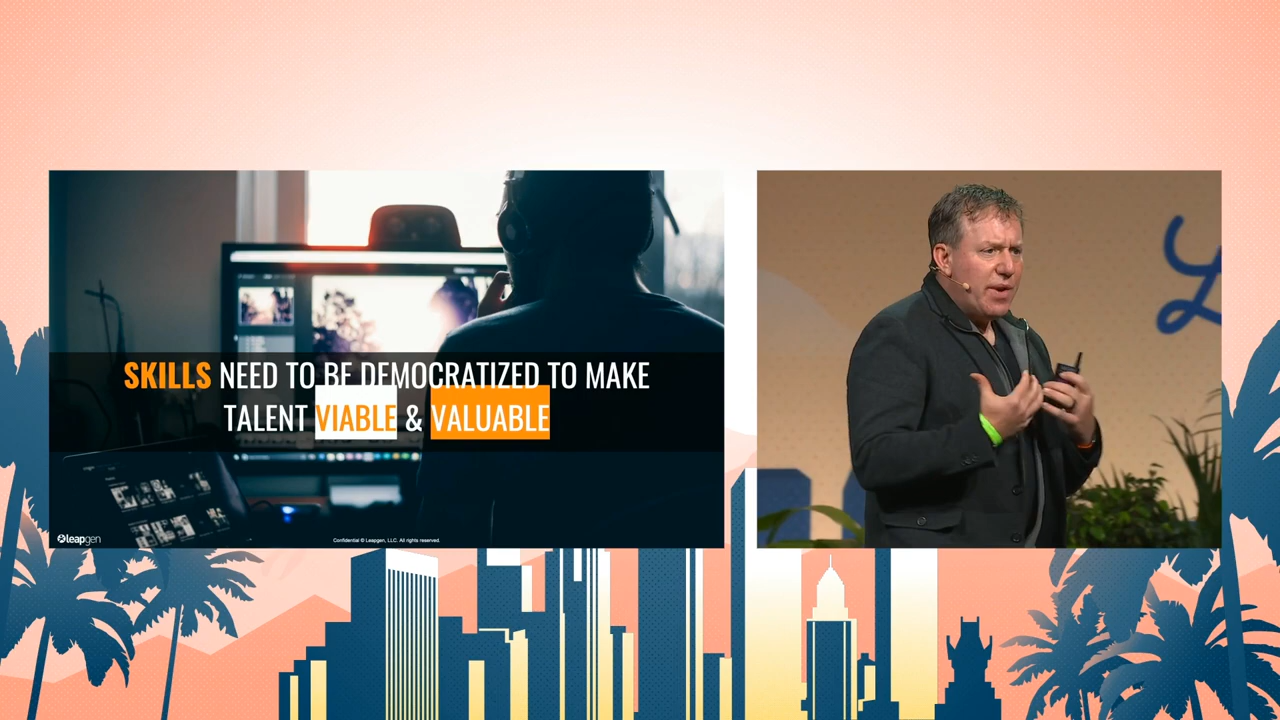 SKILLS NEED TO BE DEMOCRATIZED TO MAKE
TALENT VIABLE & VALUABLE
leapgen
Confidential © Leapgen, LLC. All rights reserved.
L